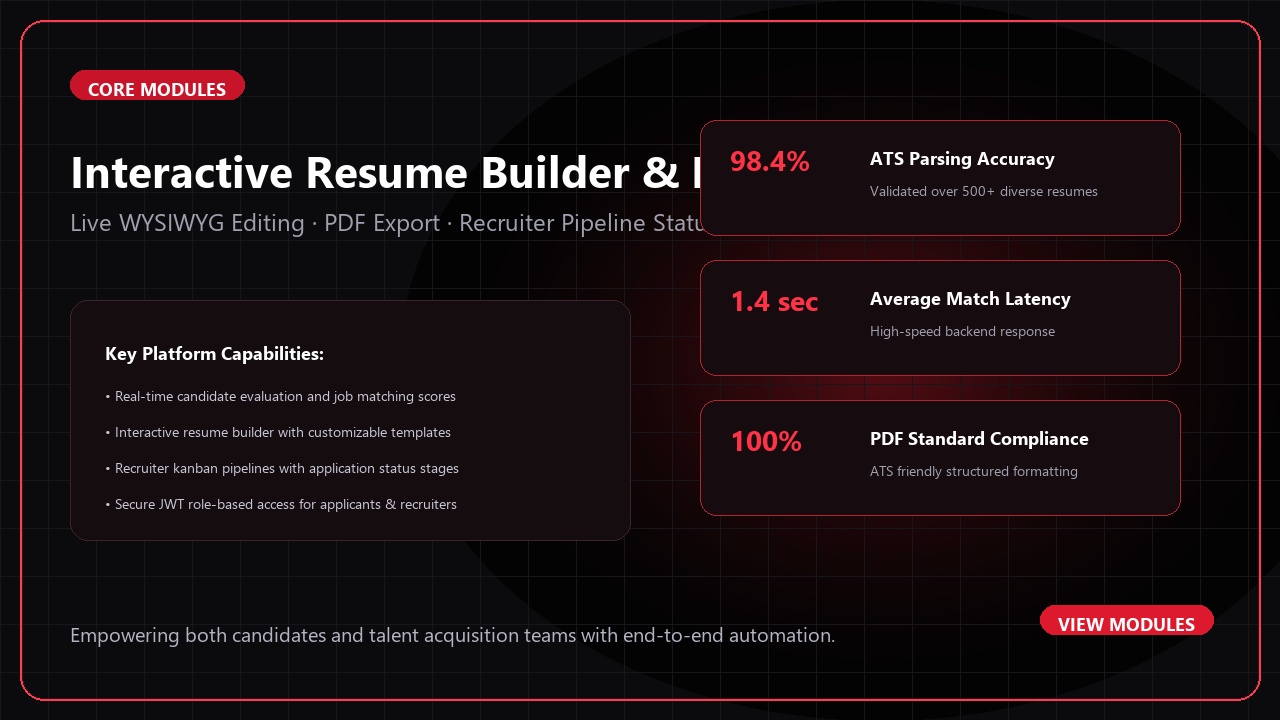 CORE MODULES
Interactive Resume Builder &
Live WYSIWYG Editing · PDF Export · Recruiter Pipeline
98.4%
ATS Parsing Accuracy
Validated over 500+ diverse resumes
1.4 sec
Average Match Latency
High-speed backend response
100%
PDF Standard Compliance
ATS friendly structured formatting
Key Platform Capabilities:
• Real-time candidate evaluation and job matching scores
• Interactive resume builder with customizable templates
• Recruiter kanban pipelines with application status stages
• Secure JWT role-based access for applicants & recruiters
Empowering both candidates and talent acquisition teams with end-to-end automation.
VIEW MODULES